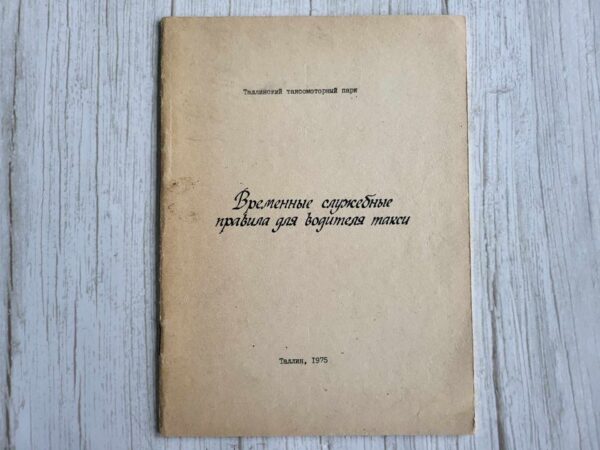 Таллинский таксомоторный парк
Временные служебные
правила для водителя такси
Таллин, 1975